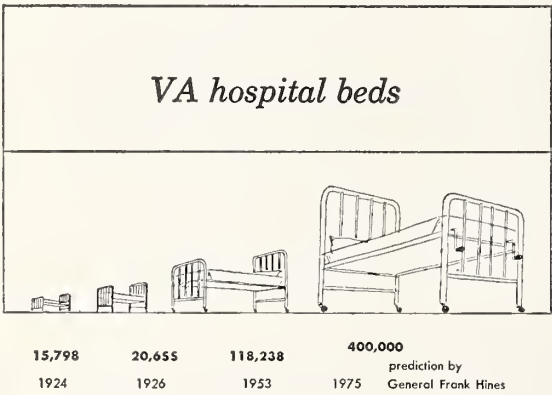 VA hospital beds
15,798 20,655 118,238 400,000
prediction by
1924 1926 1953 1975 General Frank Hines